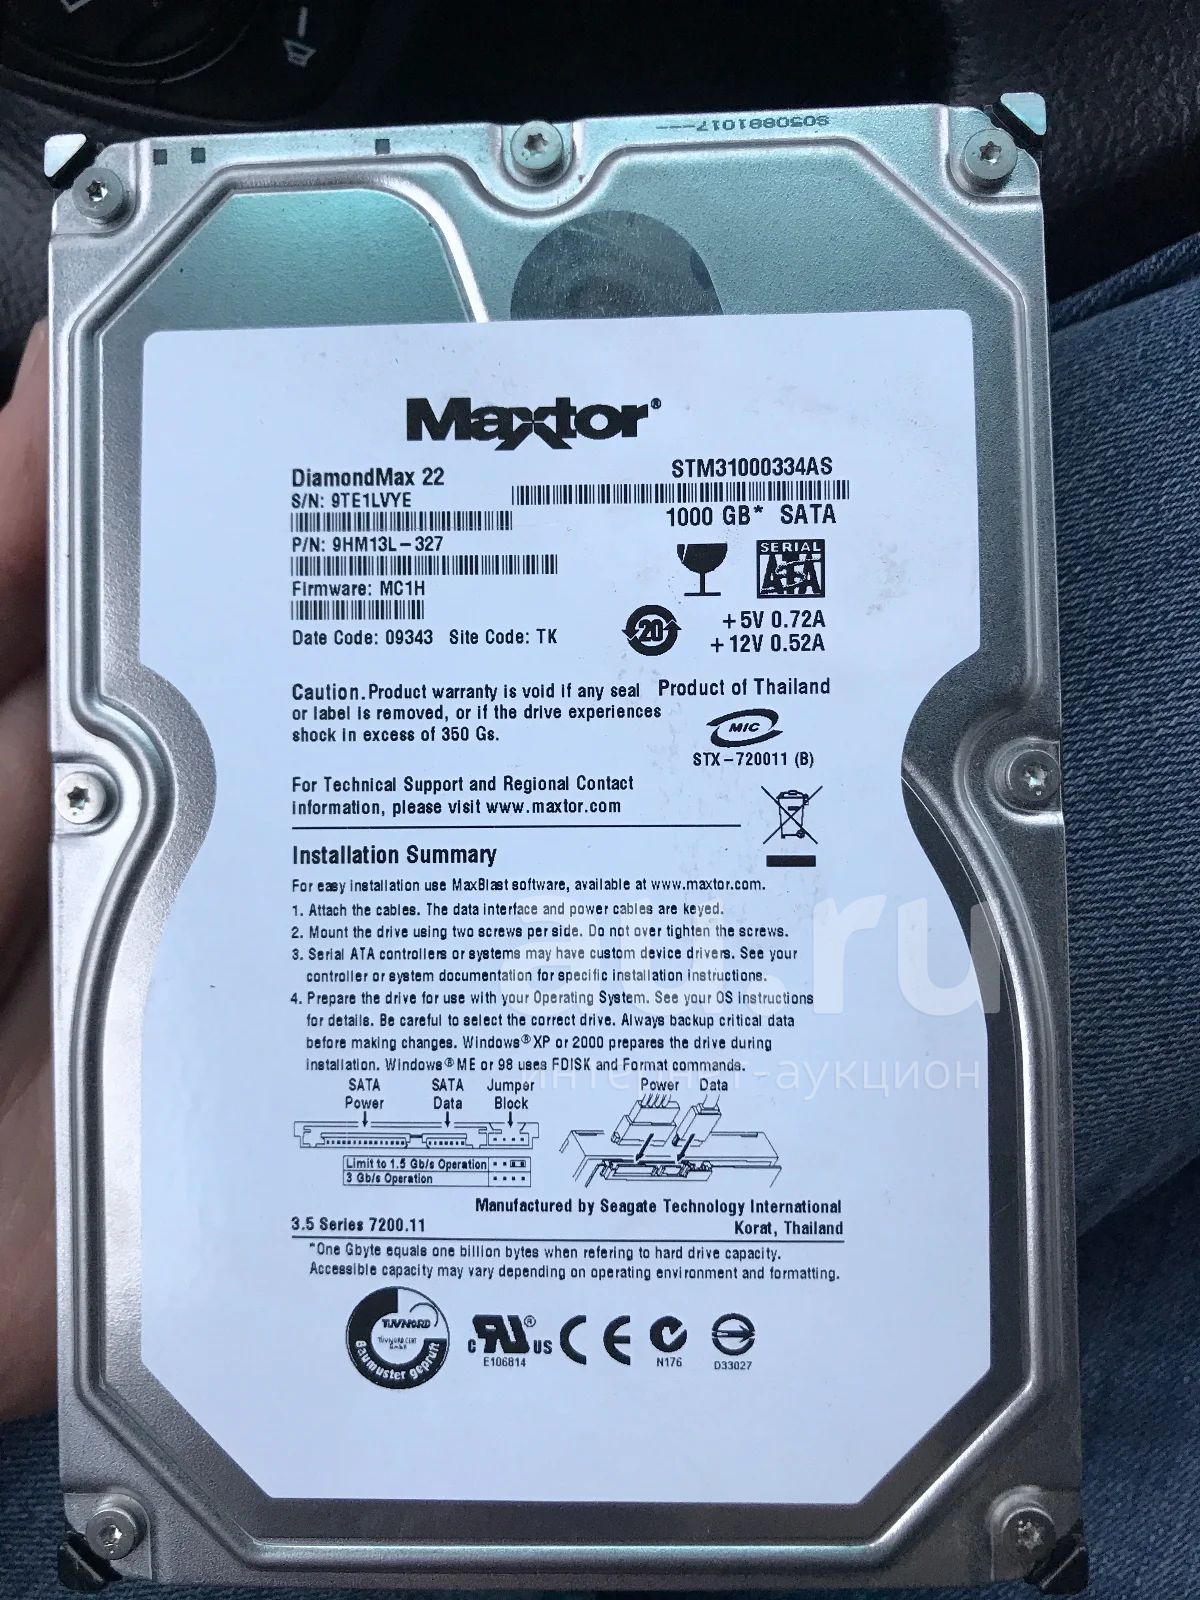 S050881017---
Maxtor®
DiamondMax 22
STM31000334AS
S/N: 9TE1LVYE
1000 GB* SATA
P/N: 9HM13L-327
SERIAL
ATA
Firmware: MC1H
20
+5V 0.72A
+12V 0.52A
Date Code: 09343 Site Code: TK
Caution. Product warranty is void if any seal
or label is removed, or if the drive experiences
shock in excess of 350 Gs.
Product of Thailand
MIC
STX-720011 (B)
For Technical Support and Regional Contact
information, please visit www.maxtor.com
Installation Summary
For easy installation use MaxBlast software, available at www.maxtor.com.
1. Attach the cables. The data interface and power cables are keyed.
2. Mount the drive using two screws per side. Do not over tighten the screws.
3. Serial ATA controllers or systems may have custom device drivers. See your
controller or system documentation for specific installation instructions.
4. Prepare the drive for use with your Operating System. See your OS instructions
for details. Be careful to select the correct drive. Always backup critical data
before making changes. Windows® XP or 2000 prepares the drive during
installation. Windows® ME or 98 uses FDISK and Format commands.
au.ru
интернет-аукцион
SATA Power
SATA Data
Jumper Block
Power Data
Limit to 1.5 Gb/s Operation
3 Gb/s Operation
Manufactured by Seagate Technology International
3.5 Series 7200.11
Korat, Thailand
*One Gbyte equals one billion bytes when refering to hard drive capacity.
Accessible capacity may vary depending on operating environment and formatting.
TÜVNORD
TÜV NORD CERT
GmbH
Baumuster geprüft
c RU® US
E106814
CE
N176
D33027